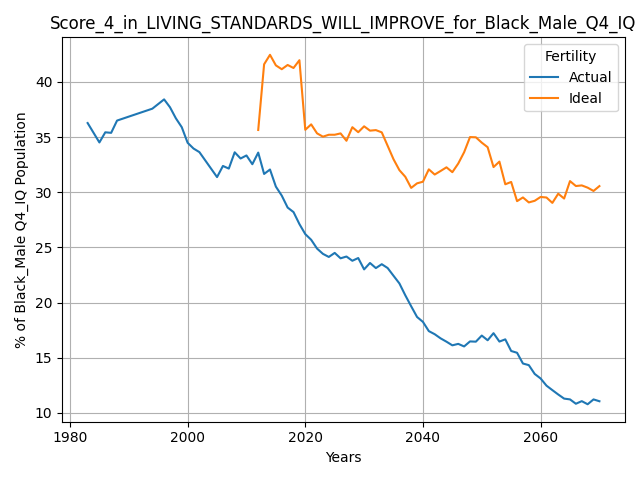 Score_4_in_LIVING_STANDARDS_WILL_IMPROVE_for_Black_Male_Q4_IQ
Fertility
Actual
Ideal
% of Black_Male Q4_IQ Population
40
35
30
25
20
15
10
1980
2000
2020
2040
2060
Years